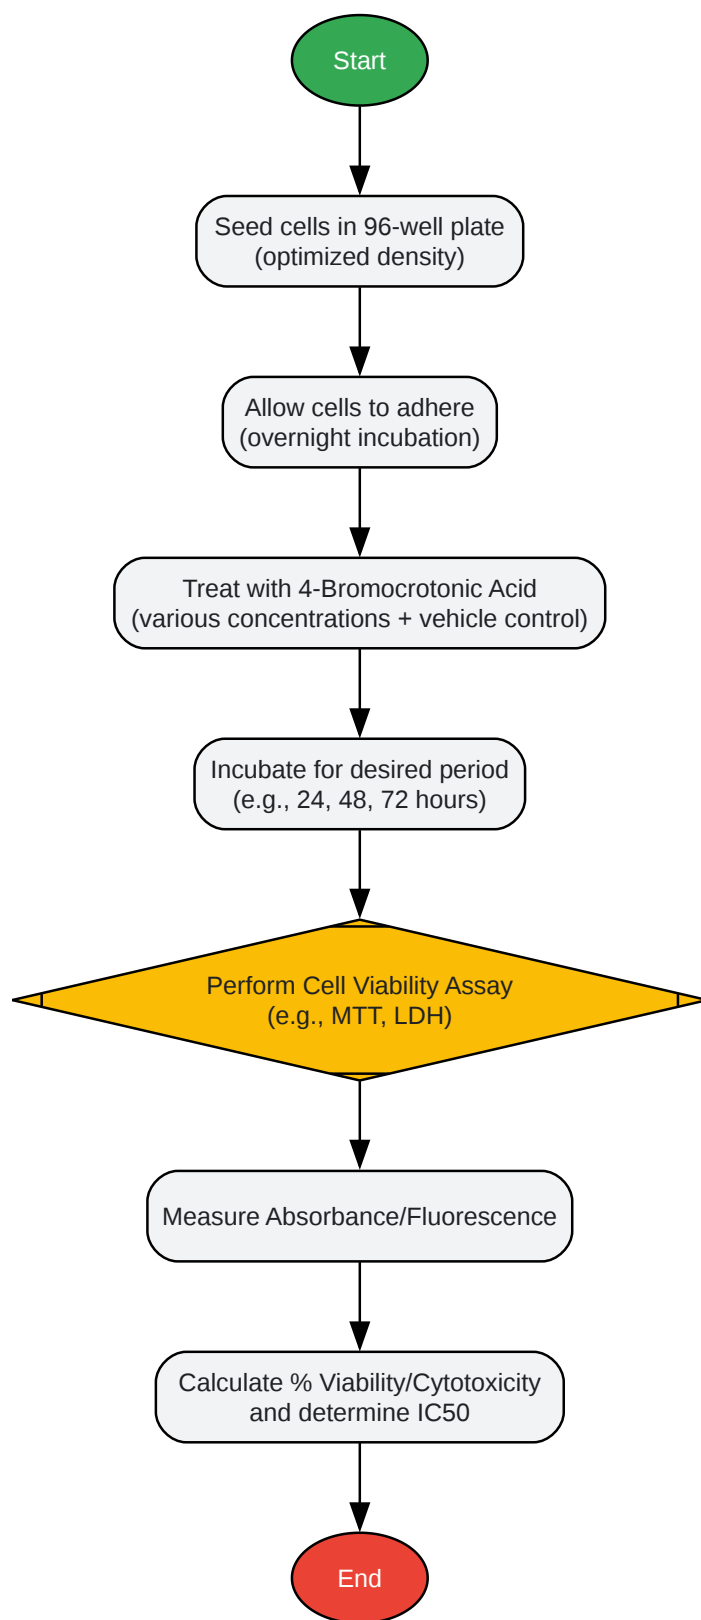 Start
Seed cells in 96-well plate
(optimized density)
Allow cells to adhere
(overnight incubation)
Treat with 4-Bromocrotonic Acid
(various concentrations + vehicle control)
Incubate for desired period
(e.g., 24, 48, 72 hours)
Perform Cell Viability Assay
(e.g., MTT, LDH)
Measure Absorbance/Fluorescence
Calculate % Viability/Cytotoxicity
and determine IC50
End